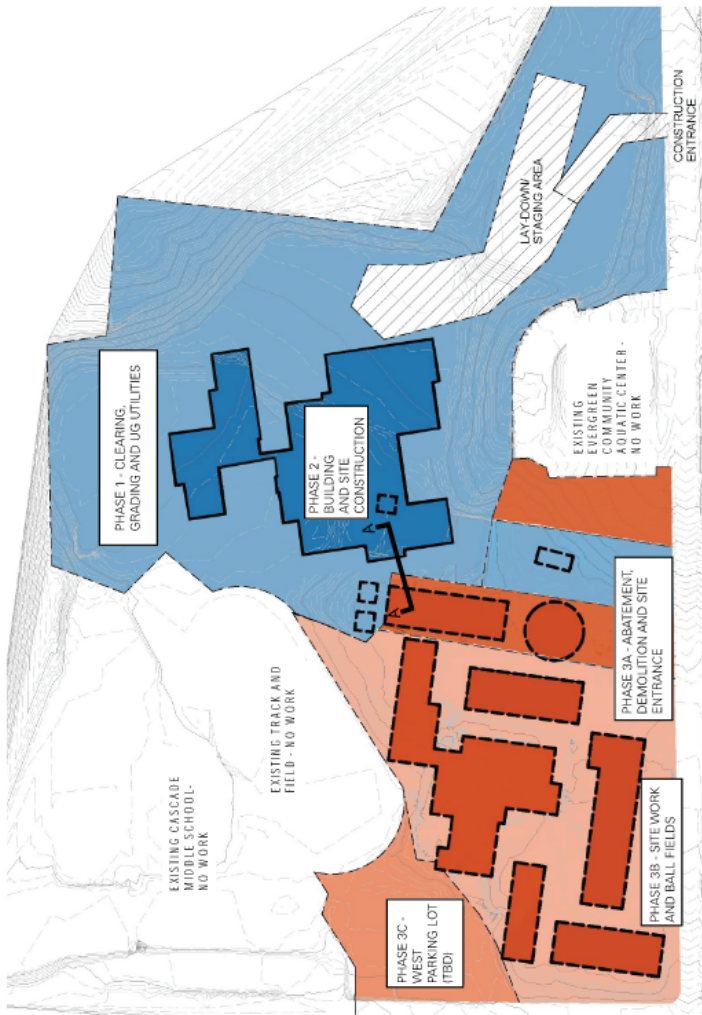 PHASE 1 - CLEARING,
GRADING AND UG UTILITIES
PHASE 2 -
BUILDING
AND SITE
CONSTRUCTION
LAY-DOWN/
STAGING AREA
CONSTRUCTION
ENTRANCE
EXISTING
EVERGREEN
COMMUNITY
AQUATIC CENTER-
NO WORK
A
A
EXISTING CASCADE
MIDDLE SCHOOL-
NO WORK
EXISTING TRACK AND
FIELD - NO WORK
PHASE 3A - ABATEMENT,
DEMOLITION AND SITE
ENTRANCE
PHASE 3B - SITE WORK
AND BALL FIELDS
PHASE 3C -
WEST
PARKING LOT
(TBD)